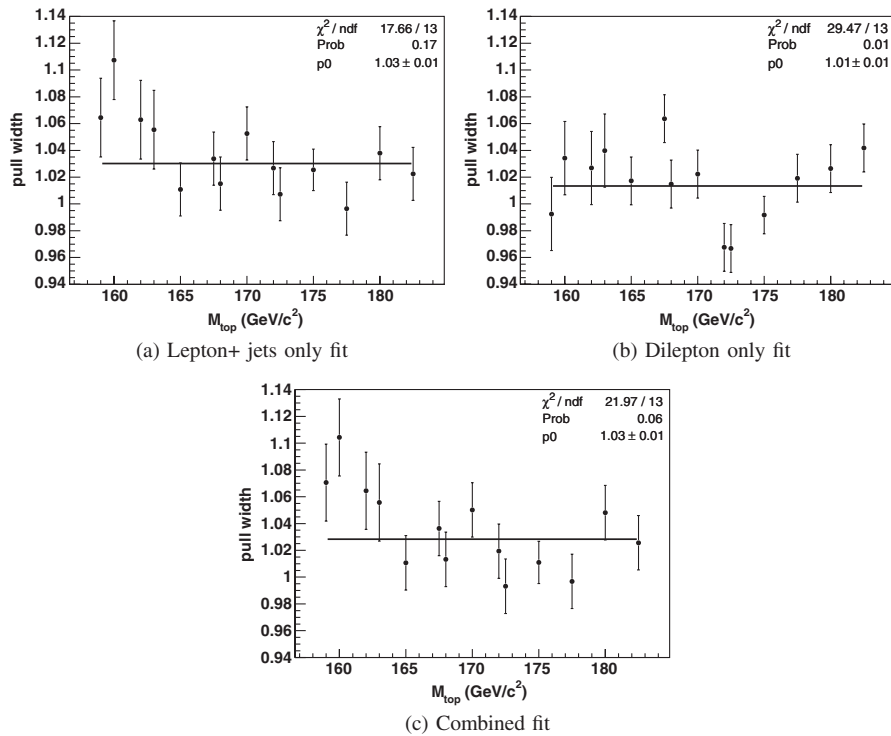 1.14
1.12
1.1
1.08
1.06
1.04
1.02
1
0.98
0.96
0.94
pull width
χ² / ndf 17.66 / 13
Prob 0.17
p0 1.03 ± 0.01
160 165 170 175 180
M_top (GeV/c²)
(a) Lepton+ jets only fit
1.14
1.12
1.1
1.08
1.06
1.04
1.02
1
0.98
0.96
0.94
pull width
χ² / ndf 29.47 / 13
Prob 0.01
p0 1.01 ± 0.01
160 165 170 175 180
M_top (GeV/c²)
(b) Dilepton only fit
1.14
1.12
1.1
1.08
1.06
1.04
1.02
1
0.98
0.96
0.94
pull width
χ² / ndf 21.97 / 13
Prob 0.06
p0 1.03 ± 0.01
160 165 170 175 180
M_top (GeV/c²)
(c) Combined fit